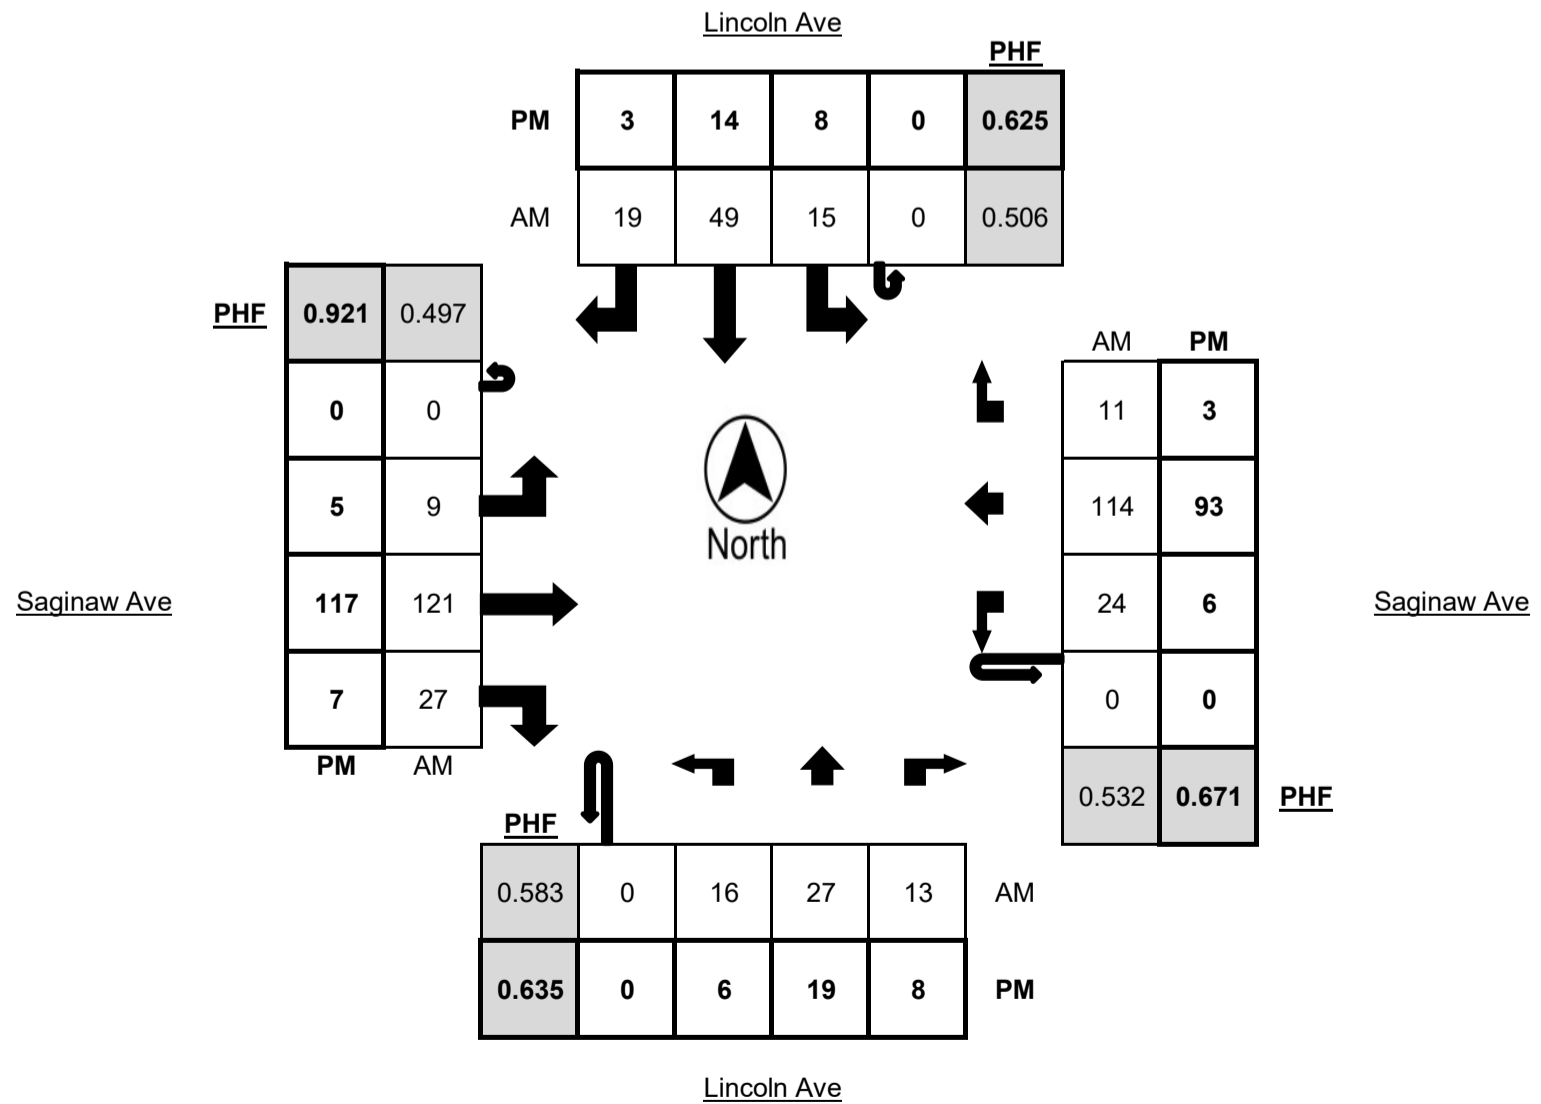 Lincoln Ave
PHF
PM 3 14 8 0 0.625
AM 19 49 15 0 0.506
PHF 0.921 0.497
AM PM
0 0
11 3
5 9
114 93
North
Saginaw Ave 117 121
24 6 Saginaw Ave
7 27
0 0
PM AM
0.532 0.671 PHF
PHF
0.583 0 16 27 13 AM
0.635 0 6 19 8 PM
Lincoln Ave